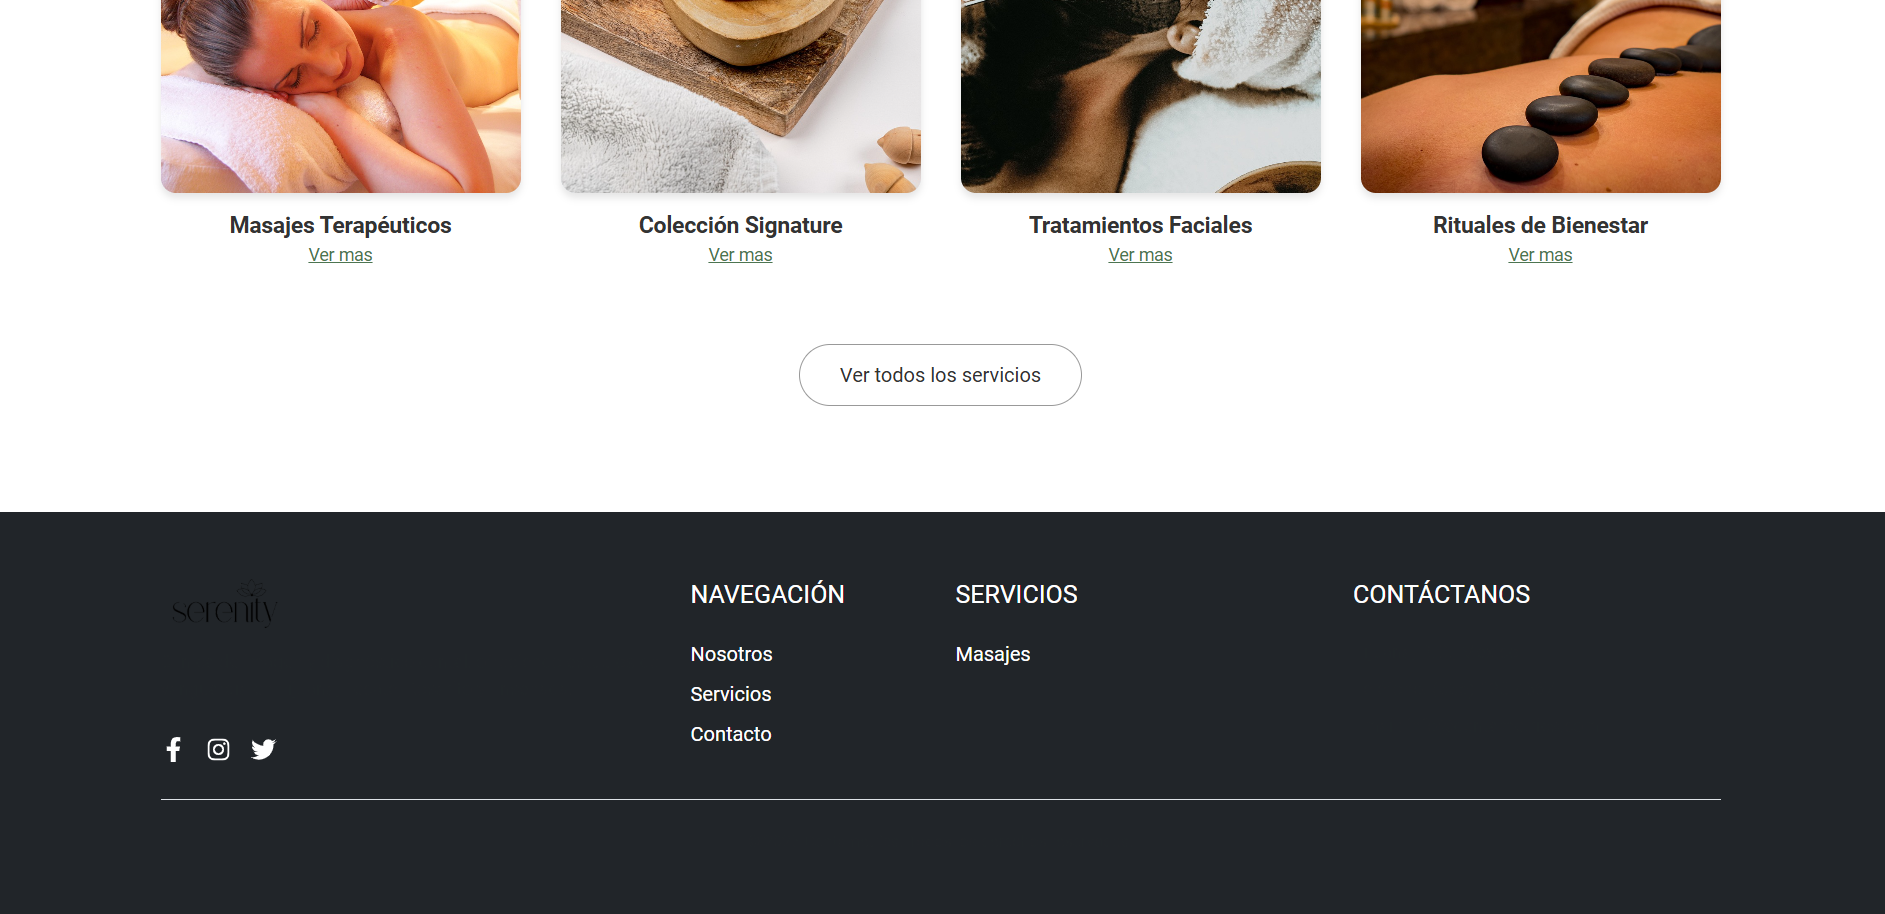 Masajes Terapéuticos
Ver mas
Colección Signature
Ver mas
Tratamientos Faciales
Ver mas
Rituales de Bienestar
Ver mas
Ver todos los servicios
serenity
NAVEGACIÓN
Nosotros
Servicios
Contacto
SERVICIOS
Masajes
CONTÁCTANOS